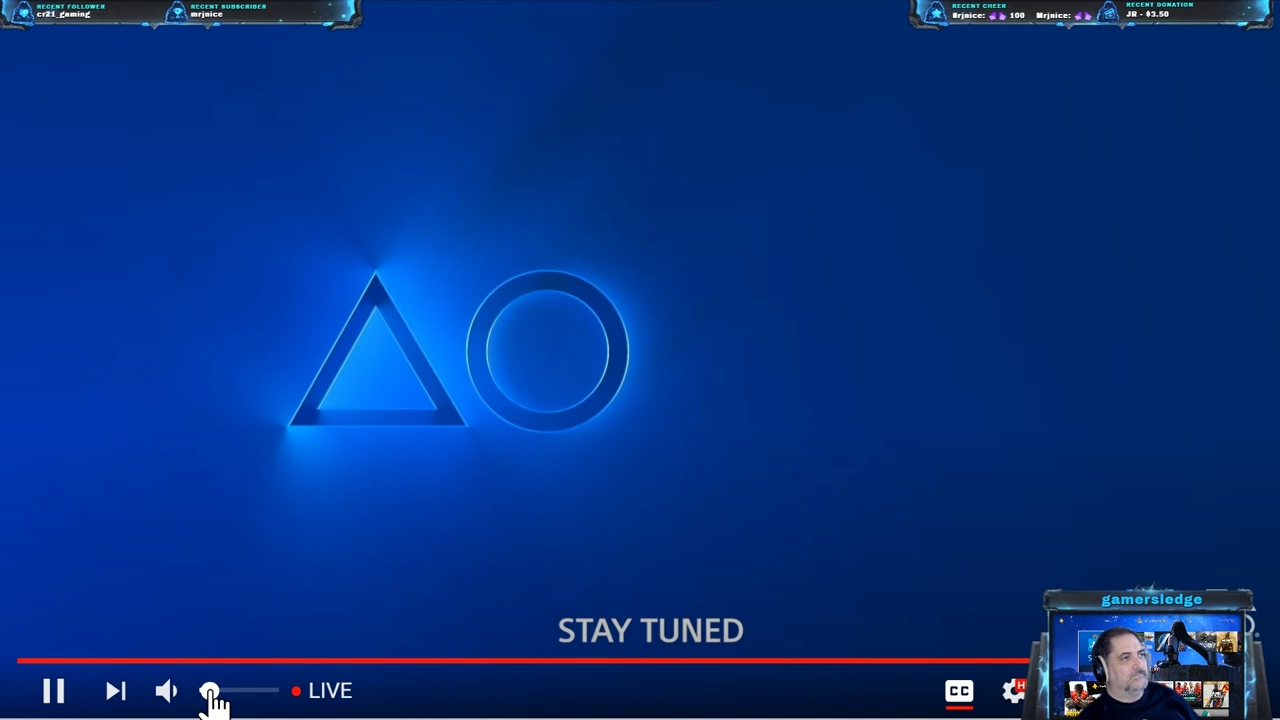 RECENT FOLLOWER
cr21_gaming
RECENT SUBSCRIBER
mrjnice
RECENT CHEER
Mrjnice: 100 Mrjnice:
RECENT DONATION
JR - $3.50
STAY TUNED
LIVE
CC
H
gamersledge